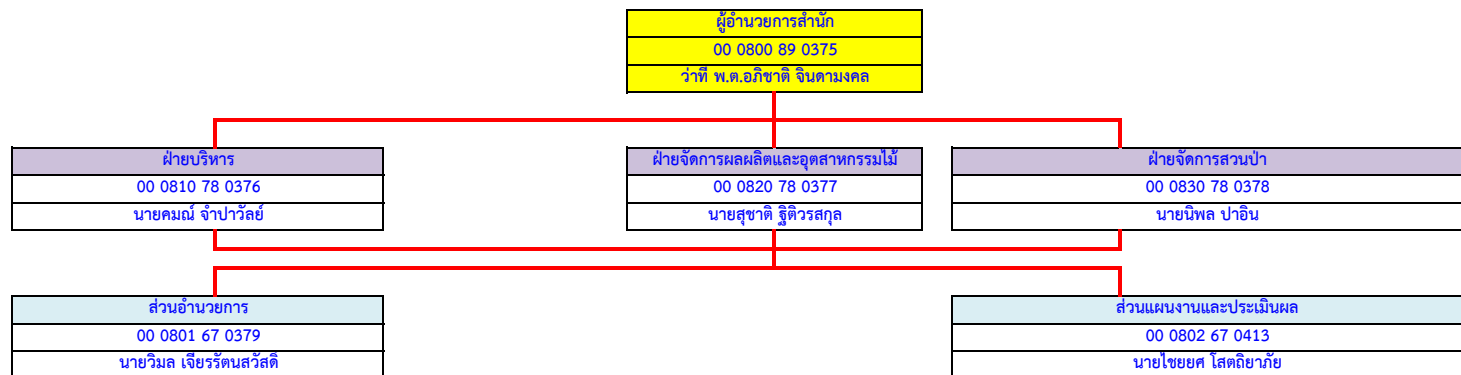 ผู้อำนวยการสำนัก
00 0800 89 0375
ว่าที่ พ.ต.อภิชาติ จินดามงคล
ฝ่ายบริหาร
00 0810 78 0376
นายคมณ์ จำปาวัลย์
ฝ่ายจัดการผลผลิตและอุตสาหกรรมไม้
00 0820 78 0377
นายสุชาติ ฐิติวรสกุล
ฝ่ายจัดการสวนป่า
00 0830 78 0378
นายนิพล ปาอิน
ส่วนอำนวยการ
00 0801 67 0379
นายวิมล เจียรรัตนสวัสดิ์
ส่วนแผนงานและประเมินผล
00 0802 67 0413
นายไชยยศ โสตถิยาภัย